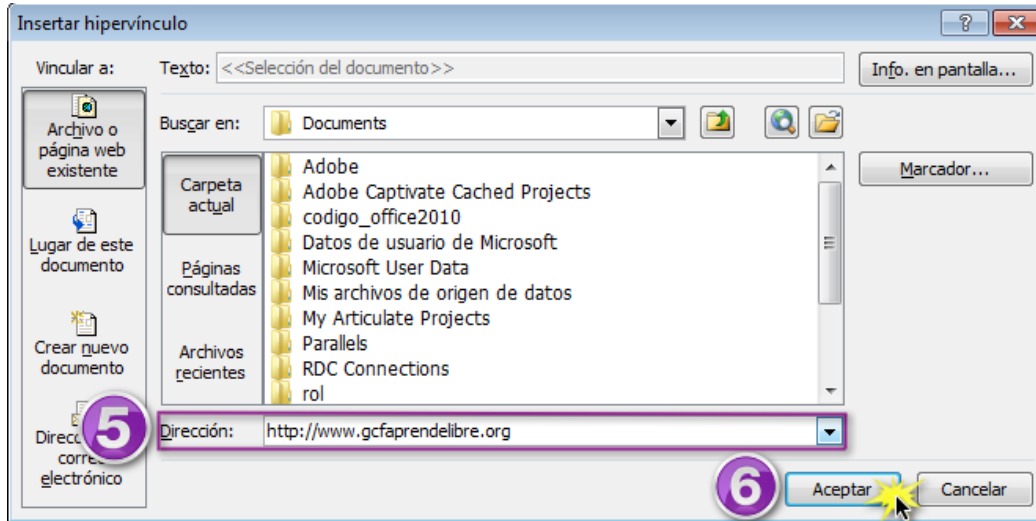 Insertar hipervínculo
Vincular a:
Texto: <<Selección del documento>>
Info. en pantalla...
Archivo o
página web
existente
Buscar en: Documents
Carpeta
actual
Adobe
Adobe Captivate Cached Projects
codigo_office2010
Datos de usuario de Microsoft
Microsoft User Data
Mis archivos de origen de datos
My Articulate Projects
Parallels
RDC Connections
rol
Marcador...
Lugar de este
documento
Páginas
consultadas
Crear nuevo
documento
Archivos
recientes
5
Dirección: http://www.gcfaprendelibre.org
electrónico
6
Aceptar
Cancelar